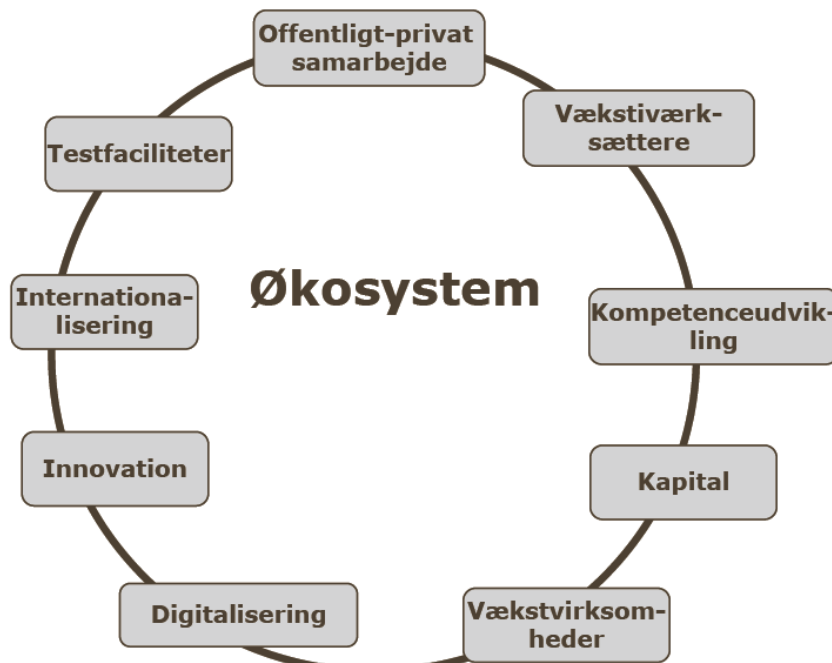 Offentligt-privat
samarbejde
Vækstiværk-
sættere
Kompetenceudvik-
ling
Kapital
Vækstvirksom-
heder
Digitalisering
Innovation
Internationa-
lisering
Testfaciliteter
Økosystem